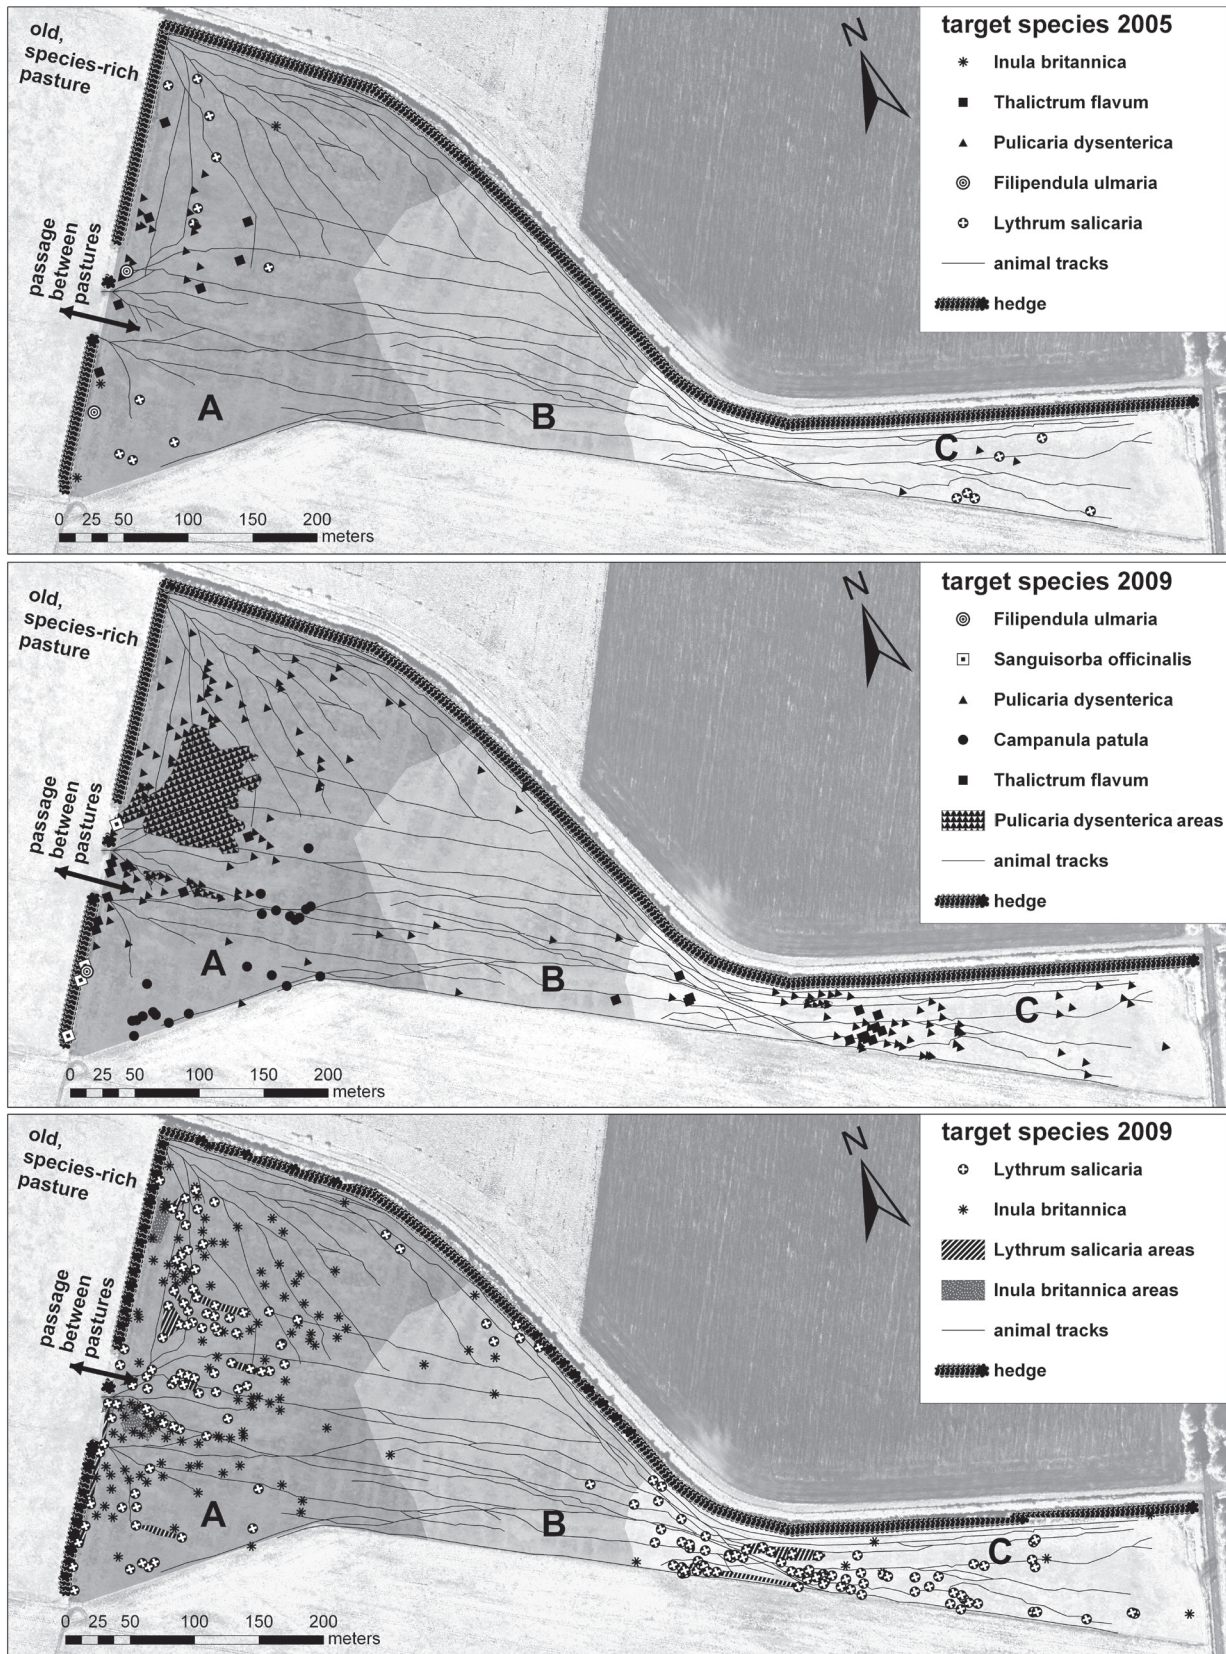 old,
species-rich
pasture
passage
between
pastures
A
B
C
N
0 25 50 100 150 200
meters
target species 2005
Inula britannica
Thalictrum flavum
Pulicaria dysenterica
Filipendula ulmaria
Lythrum salicaria
animal tracks
hedge
old,
species-rich
pasture
passage
between
pastures
A
B
C
N
0 25 50 100 150 200
meters
target species 2009
Filipendula ulmaria
Sanguisorba officinalis
Pulicaria dysenterica
Campanula patula
Thalictrum flavum
Pulicaria dysenterica areas
animal tracks
hedge
old,
species-rich
pasture
passage
between
pastures
A
B
C
N
0 25 50 100 150 200
meters
target species 2009
Lythrum salicaria
Inula britannica
Lythrum salicaria areas
Inula britannica areas
animal tracks
hedge